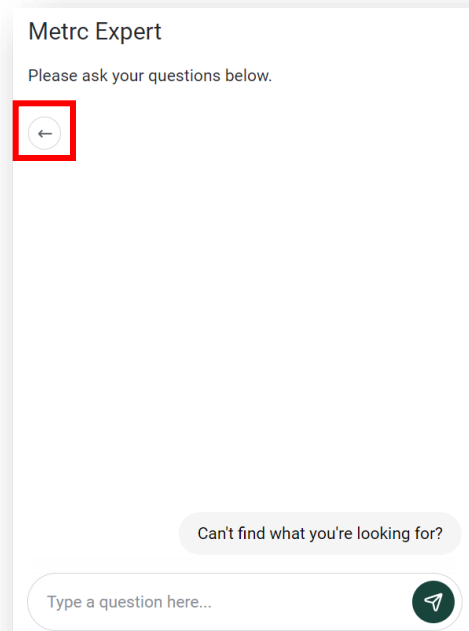 Metrc Expert
Please ask your questions below.
Can't find what you're looking for?
Type a question here...